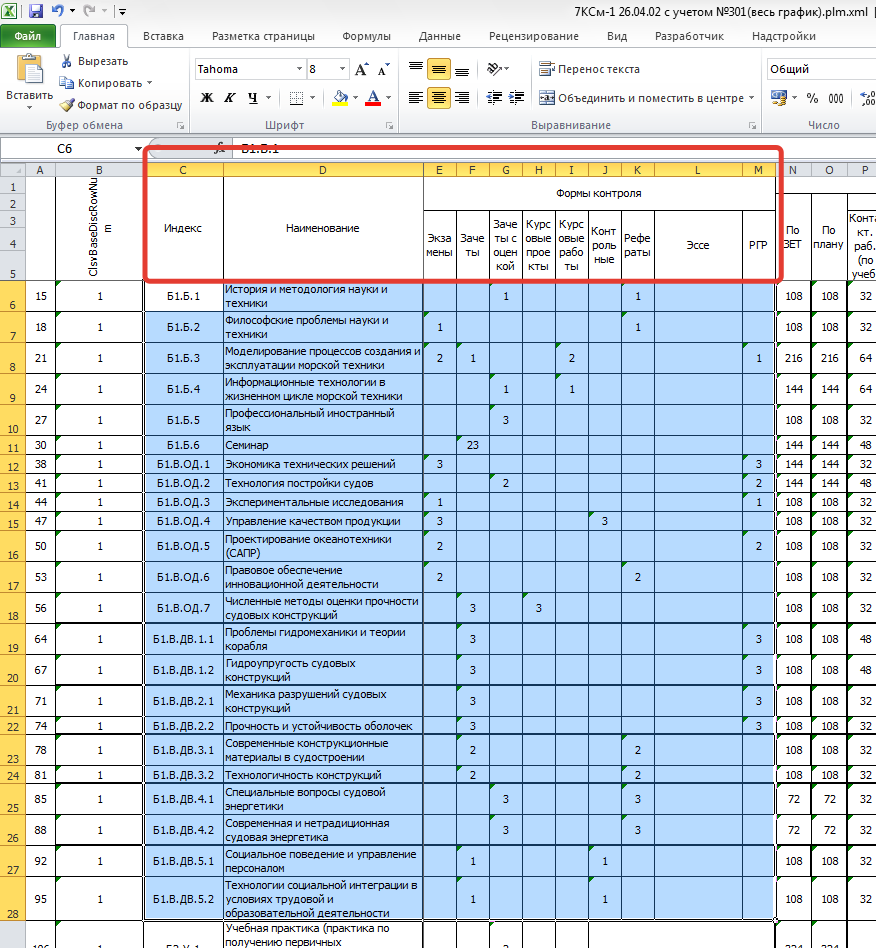 7КСм-1 26.04.02 с учетом №301(весь график).plm.xml
Файл Главная Вставка Разметка страницы Формулы Данные Рецензирование Вид Разработчик Надстройки
Вставить
Вырезать
Копировать
Формат по образцу
Буфер обмена
Tahoma 8
Ж К Ч
Шрифт
Перенос текста
Объединить и поместить в центре
Выравнивание
Общий
% 000
Число
C6 Б1.Б.1
A B C D E F G H I J K L M N O P
1 2 3 4 5
ClsvBaseDiscRowNum
Индекс Наименование Формы контроля
Экзамены Зачеты Зачеты с оценкой Курсовые проекты Курсовые работы Контрольные Рефераты Эссе РГР По ЗЕТ По плану Конта кт. раб. (по учеб
6 15 1 Б1.Б.1 История и методология науки и техники 1 1 108 108 32
7 18 1 Б1.Б.2 Философские проблемы науки и техники 1 1 108 108 32
8 21 1 Б1.Б.3 Моделирование процессов создания и эксплуатации морской техники 2 1 2 1 216 216 64
9 24 1 Б1.Б.4 Информационные технологии в жизненном цикле морской техники 1 1 144 144 64
10 27 1 Б1.Б.5 Профессиональный иностранный язык 3 108 108 32
11 30 1 Б1.Б.6 Семинар 23 144 144 48
12 38 1 Б1.В.ОД.1 Экономика технических решений 3 3 144 144 32
13 41 1 Б1.В.ОД.2 Технология постройки судов 2 2 144 144 48
14 44 1 Б1.В.ОД.3 Экспериментальные исследования 1 1 108 108 32
15 47 1 Б1.В.ОД.4 Управление качеством продукции 3 3 108 108 32
16 50 1 Б1.В.ОД.5 Проектирование океанотехники (САПР) 2 2 108 108 32
17 53 1 Б1.В.ОД.6 Правовое обеспечение инновационной деятельности 2 2 108 108 32
18 56 1 Б1.В.ОД.7 Численные методы оценки прочности судовых конструкций 3 3 108 108 32
19 64 1 Б1.В.ДВ.1.1 Проблемы гидромеханики и теории корабля 3 3 108 108 48
20 67 1 Б1.В.ДВ.1.2 Гидроупругость судовых конструкций 3 3 108 108 48
21 71 1 Б1.В.ДВ.2.1 Механика разрушений судовых конструкций 3 3 108 108 32
22 74 1 Б1.В.ДВ.2.2 Прочность и устойчивость оболочек 3 3 108 108 32
23 78 1 Б1.В.ДВ.3.1 Современные конструкционные материалы в судостроении 2 2 108 108 32
24 81 1 Б1.В.ДВ.3.2 Технологичность конструкций 2 2 108 108 32
25 85 1 Б1.В.ДВ.4.1 Специальные вопросы судовой энергетики 3 3 72 72 32
26 88 1 Б1.В.ДВ.4.2 Современная и нетрадиционная судовая энергетика 3 3 72 72 32
27 92 1 Б1.В.ДВ.5.1 Социальное поведение и управление персоналом 1 1 108 108 32
28 95 1 Б1.В.ДВ.5.2 Технологии социальной интеграции в условиях трудовой и образовательной деятельности 1 1 108 108 32
Учебная практика (практика по получению первичных